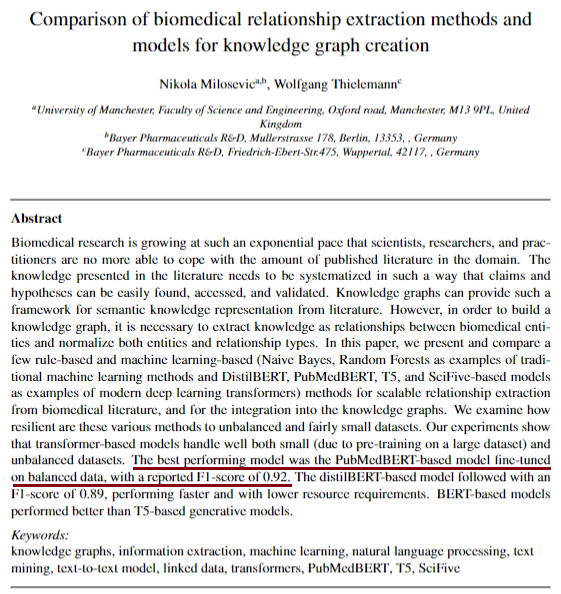 Comparison of biomedical relationship extraction methods and
models for knowledge graph creation
Nikola Milosevicᵃ,ᵇ, Wolfgang Thielemannᶜ
ᵃUniversity of Manchester, Faculty of Science and Engineering, Oxford road, Manchester, M13 9PL, United
Kingdom
ᵇBayer Pharmaceuticals R&D, Mullerstrasse 178, Berlin, 13353, , Germany
ᶜBayer Pharmaceuticals R&D, Friedrich-Ebert-Str.475, Wuppertal, 42117, , Germany
Abstract
Biomedical research is growing at such an exponential pace that scientists, researchers, and prac-
titioners are no more able to cope with the amount of published literature in the domain. The
knowledge presented in the literature needs to be systematized in such a way that claims and
hypotheses can be easily found, accessed, and validated. Knowledge graphs can provide such a
framework for semantic knowledge representation from literature. However, in order to build a
knowledge graph, it is necessary to extract knowledge as relationships between biomedical enti-
ties and normalize both entities and relationship types. In this paper, we present and compare a
few rule-based and machine learning-based (Naive Bayes, Random Forests as examples of tradi-
tional machine learning methods and DistilBERT, PubMedBERT, T5, and SciFive-based models
as examples of modern deep learning transformers) methods for scalable relationship extraction
from biomedical literature, and for the integration into the knowledge graphs. We examine how
resilient are these various methods to unbalanced and fairly small datasets. Our experiments show
that transformer-based models handle well both small (due to pre-training on a large dataset) and
unbalanced datasets. The best performing model was the PubMedBERT-based model fine-tuned
on balanced data, with a reported F1-score of 0.92. The distilBERT-based model followed with an
F1-score of 0.89, performing faster and with lower resource requirements. BERT-based models
performed better than T5-based generative models.
Keywords:
knowledge graphs, information extraction, machine learning, natural language processing, text
mining, text-to-text model, linked data, transformers, PubMedBERT, T5, SciFive